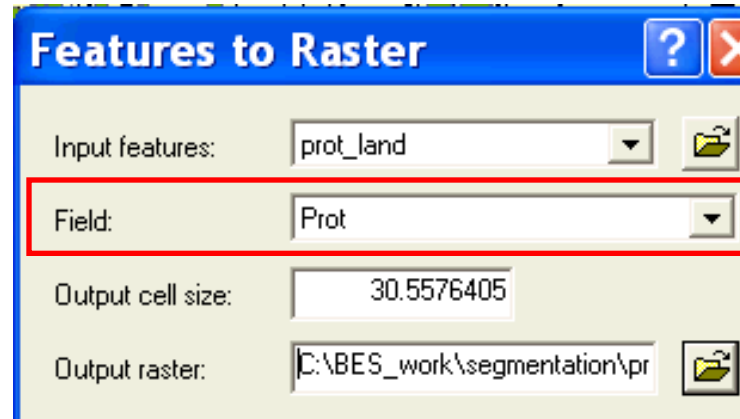 Features to Raster ?
Input features: prot_land
Field: Prot
Output cell size: 30.5576405
Output raster: C:\BES_work\segmentation\pr